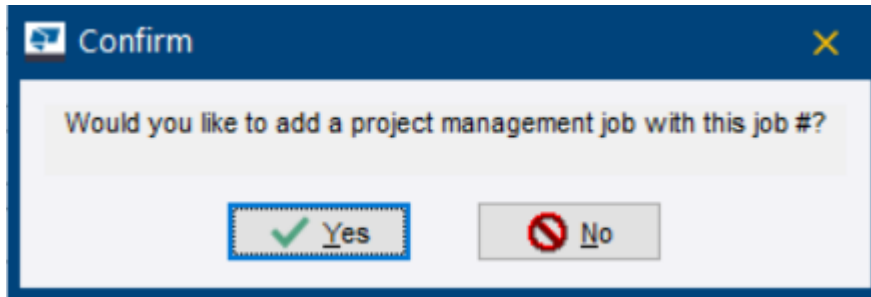 Confirm
Would you like to add a project management job with this job #?
Yes
No